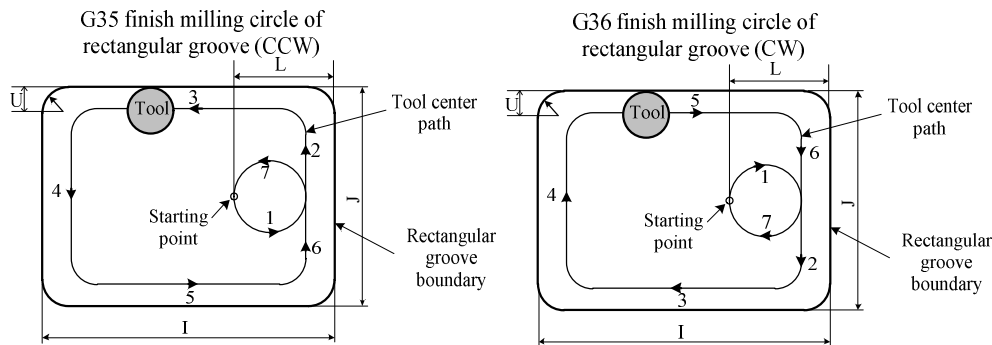 G35 finish milling circle of
rectangular groove (CCW)
L
U
Tool
3
Tool center
path
2
7
4
1
J
Starting
point
6
Rectangular
groove
boundary
5
I
G36 finish milling circle of
rectangular groove (CW)
L
U
Tool
5
Tool center
path
6
1
4
J
Starting
point
7
2
Rectangular
groove
boundary
3
I